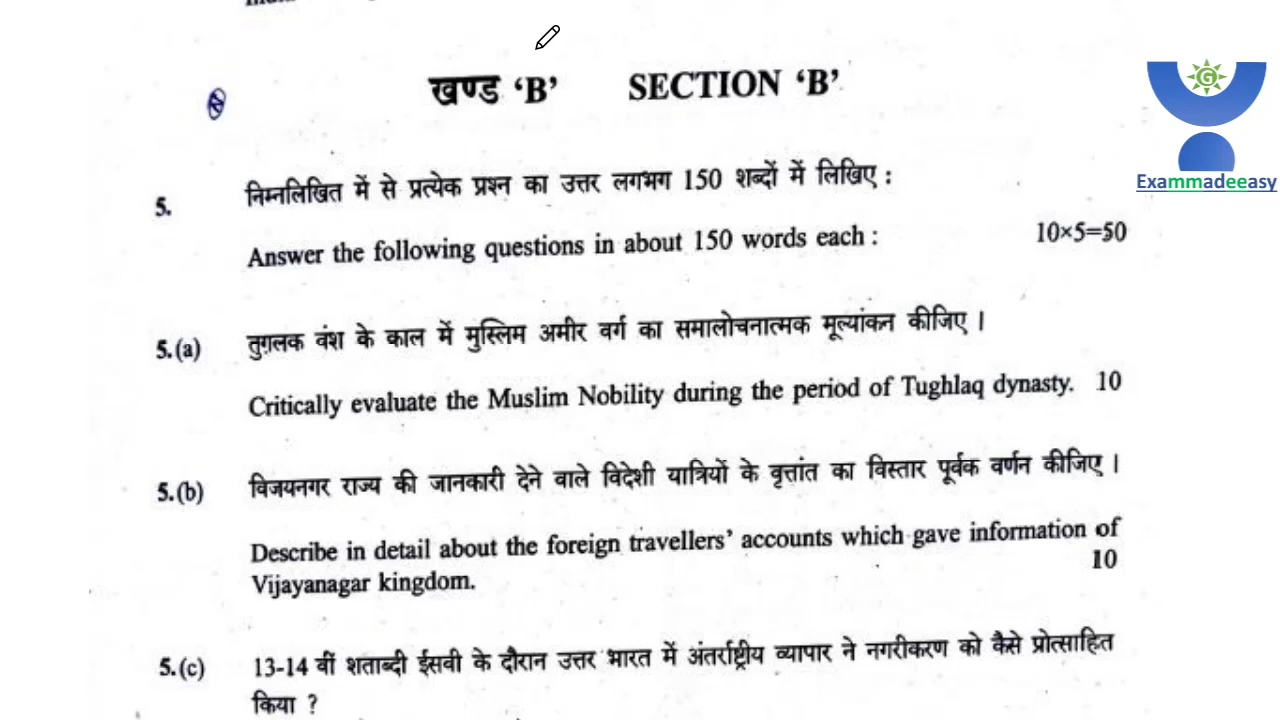 खण्ड ‘B’ SECTION ‘B’
Exammadeeasy
5. निम्नलिखित में से प्रत्येक प्रश्न का उत्तर लगभग 150 शब्दों में लिखिए :
Answer the following questions in about 150 words each : 10×5=50
5.(a) तुग़लक वंश के काल में मुस्लिम अमीर वर्ग का समालोचनात्मक मूल्यांकन कीजिए ।
Critically evaluate the Muslim Nobility during the period of Tughlaq dynasty. 10
5.(b) विजयनगर राज्य की जानकारी देने वाले विदेशी यात्रियों के वृत्तांत का विस्तार पूर्वक वर्णन कीजिए ।
Describe in detail about the foreign travellers’ accounts which gave information of
Vijayanagar kingdom. 10
5.(c) 13-14 वीं शताब्दी ईसवी के दौरान उत्तर भारत में अंतर्राष्ट्रीय व्यापार ने नगरीकरण को कैसे प्रोत्साहित
किया ?